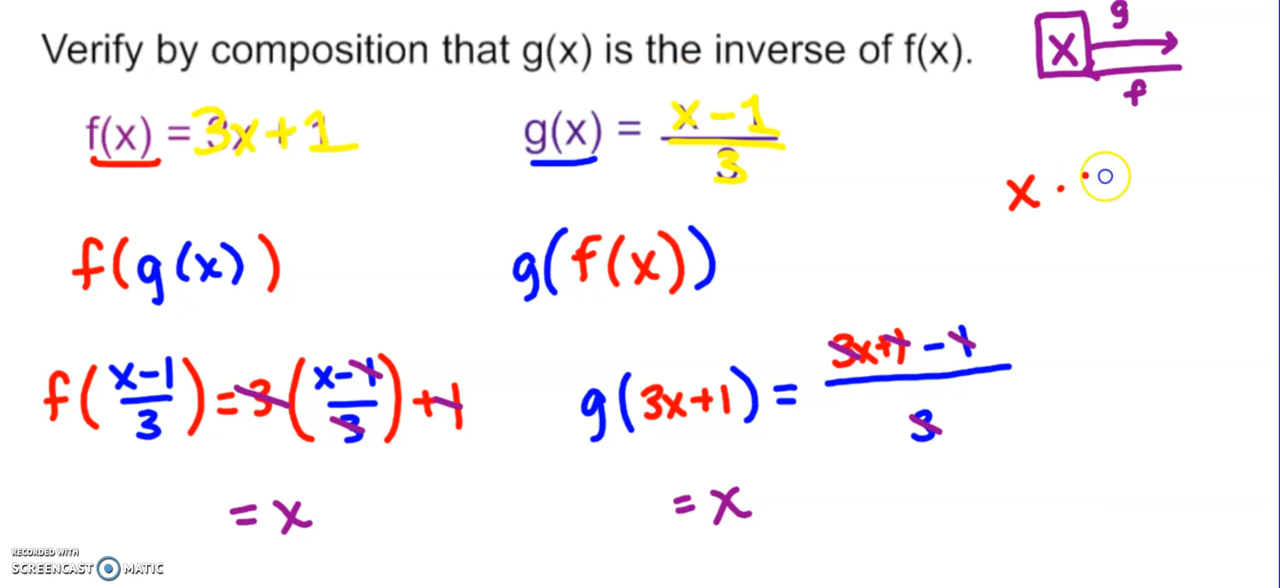 Verify by composition that g(x) is the inverse of f(x).
g
X
f
f(x) = 3x+1
g(x) = x-1/3
x ·
f(g(x))
g(f(x))
f(x-1/3) = 3(x-1/3)+1
g(3x+1) = 3x+1-1/3
= x
= x
RECORDED WITH
SCREENCAST MATIC